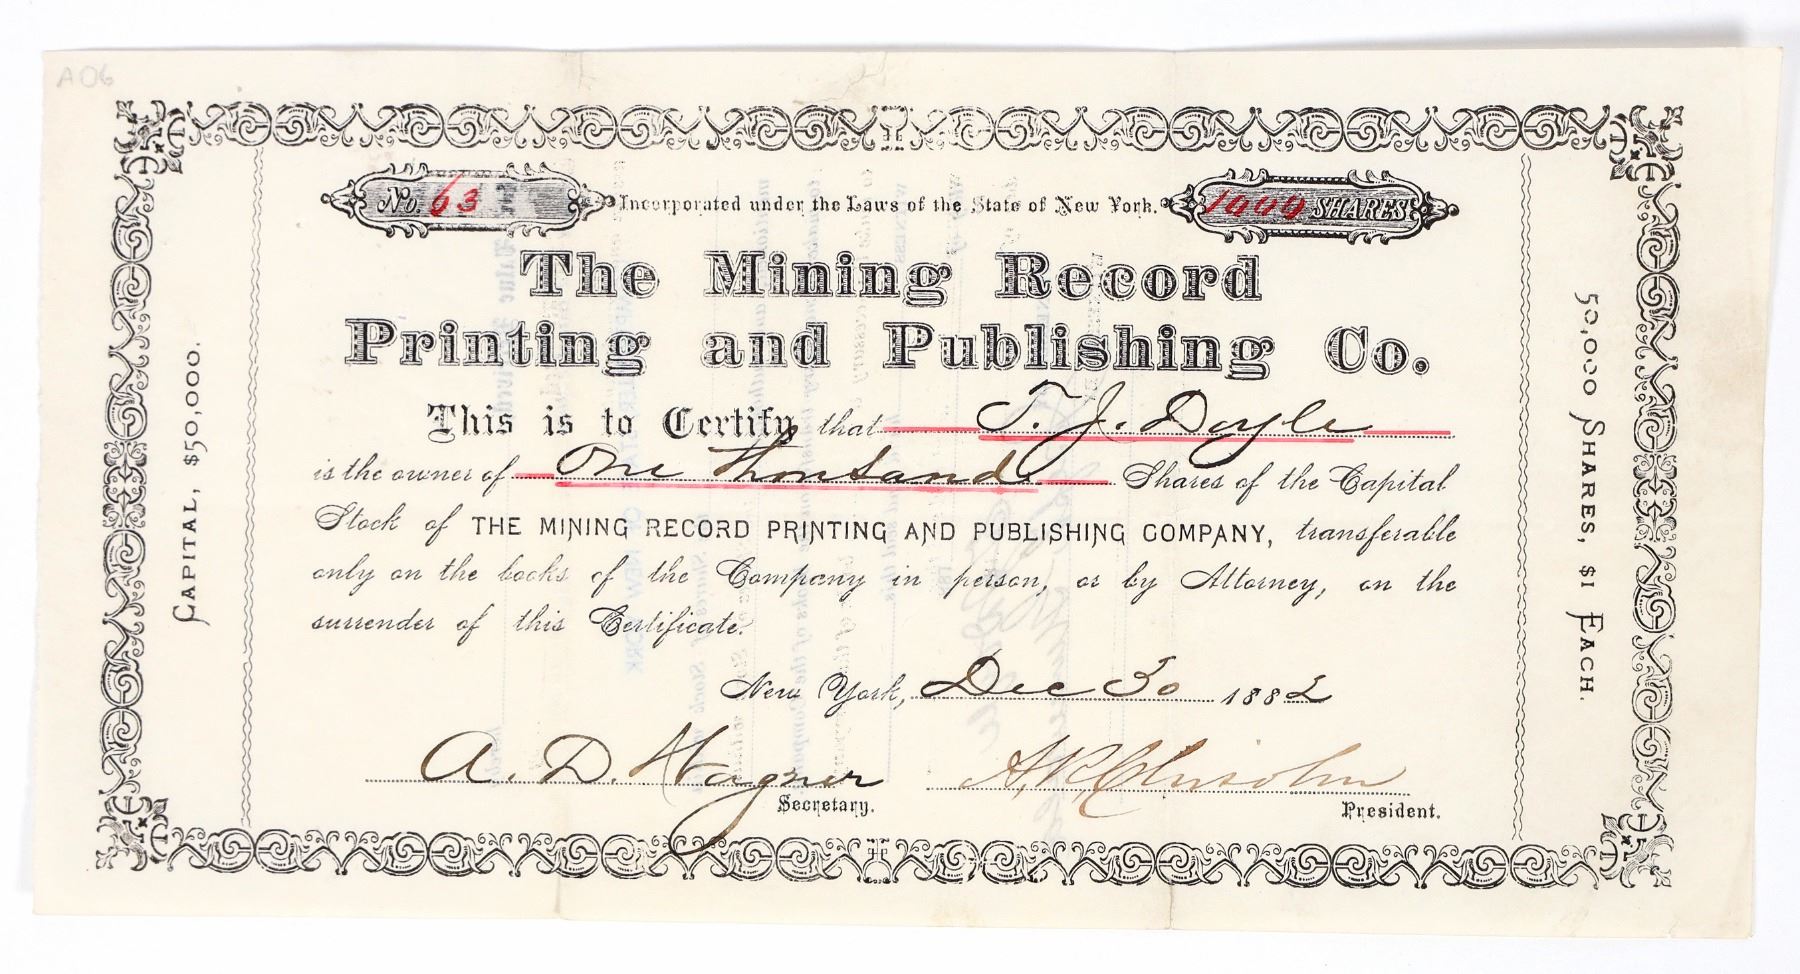 A06
No. 63
Incorporated under the Laws of the State of New York.
1000 SHARES
The Mining Record
Printing and Publishing Co.
This is to Certify that T. J. Doyle
is the owner of One Thousand Shares of the Capital
Stock of THE MINING RECORD PRINTING AND PUBLISHING COMPANY, transferable
only on the books of the Company in person, or by Attorney, on the
surrender of this Certificate.
New York, Dec 30 1882
A. D. Wagner
Secretary.
A. R. Chisolm
President.
CAPITAL, $50,000.
50,000 SHARES, $1 EACH.